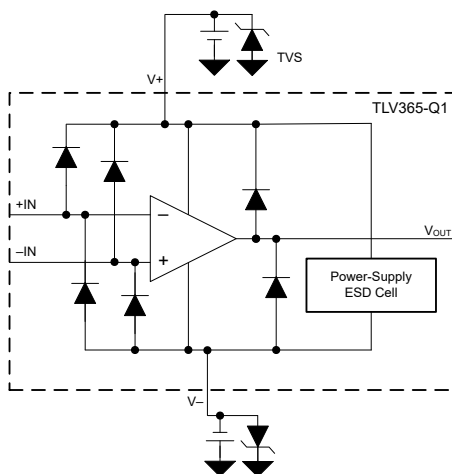 TVS
V+
TLV365-Q1
+IN
–
–IN
+
VOUT
Power-Supply
ESD Cell
V–